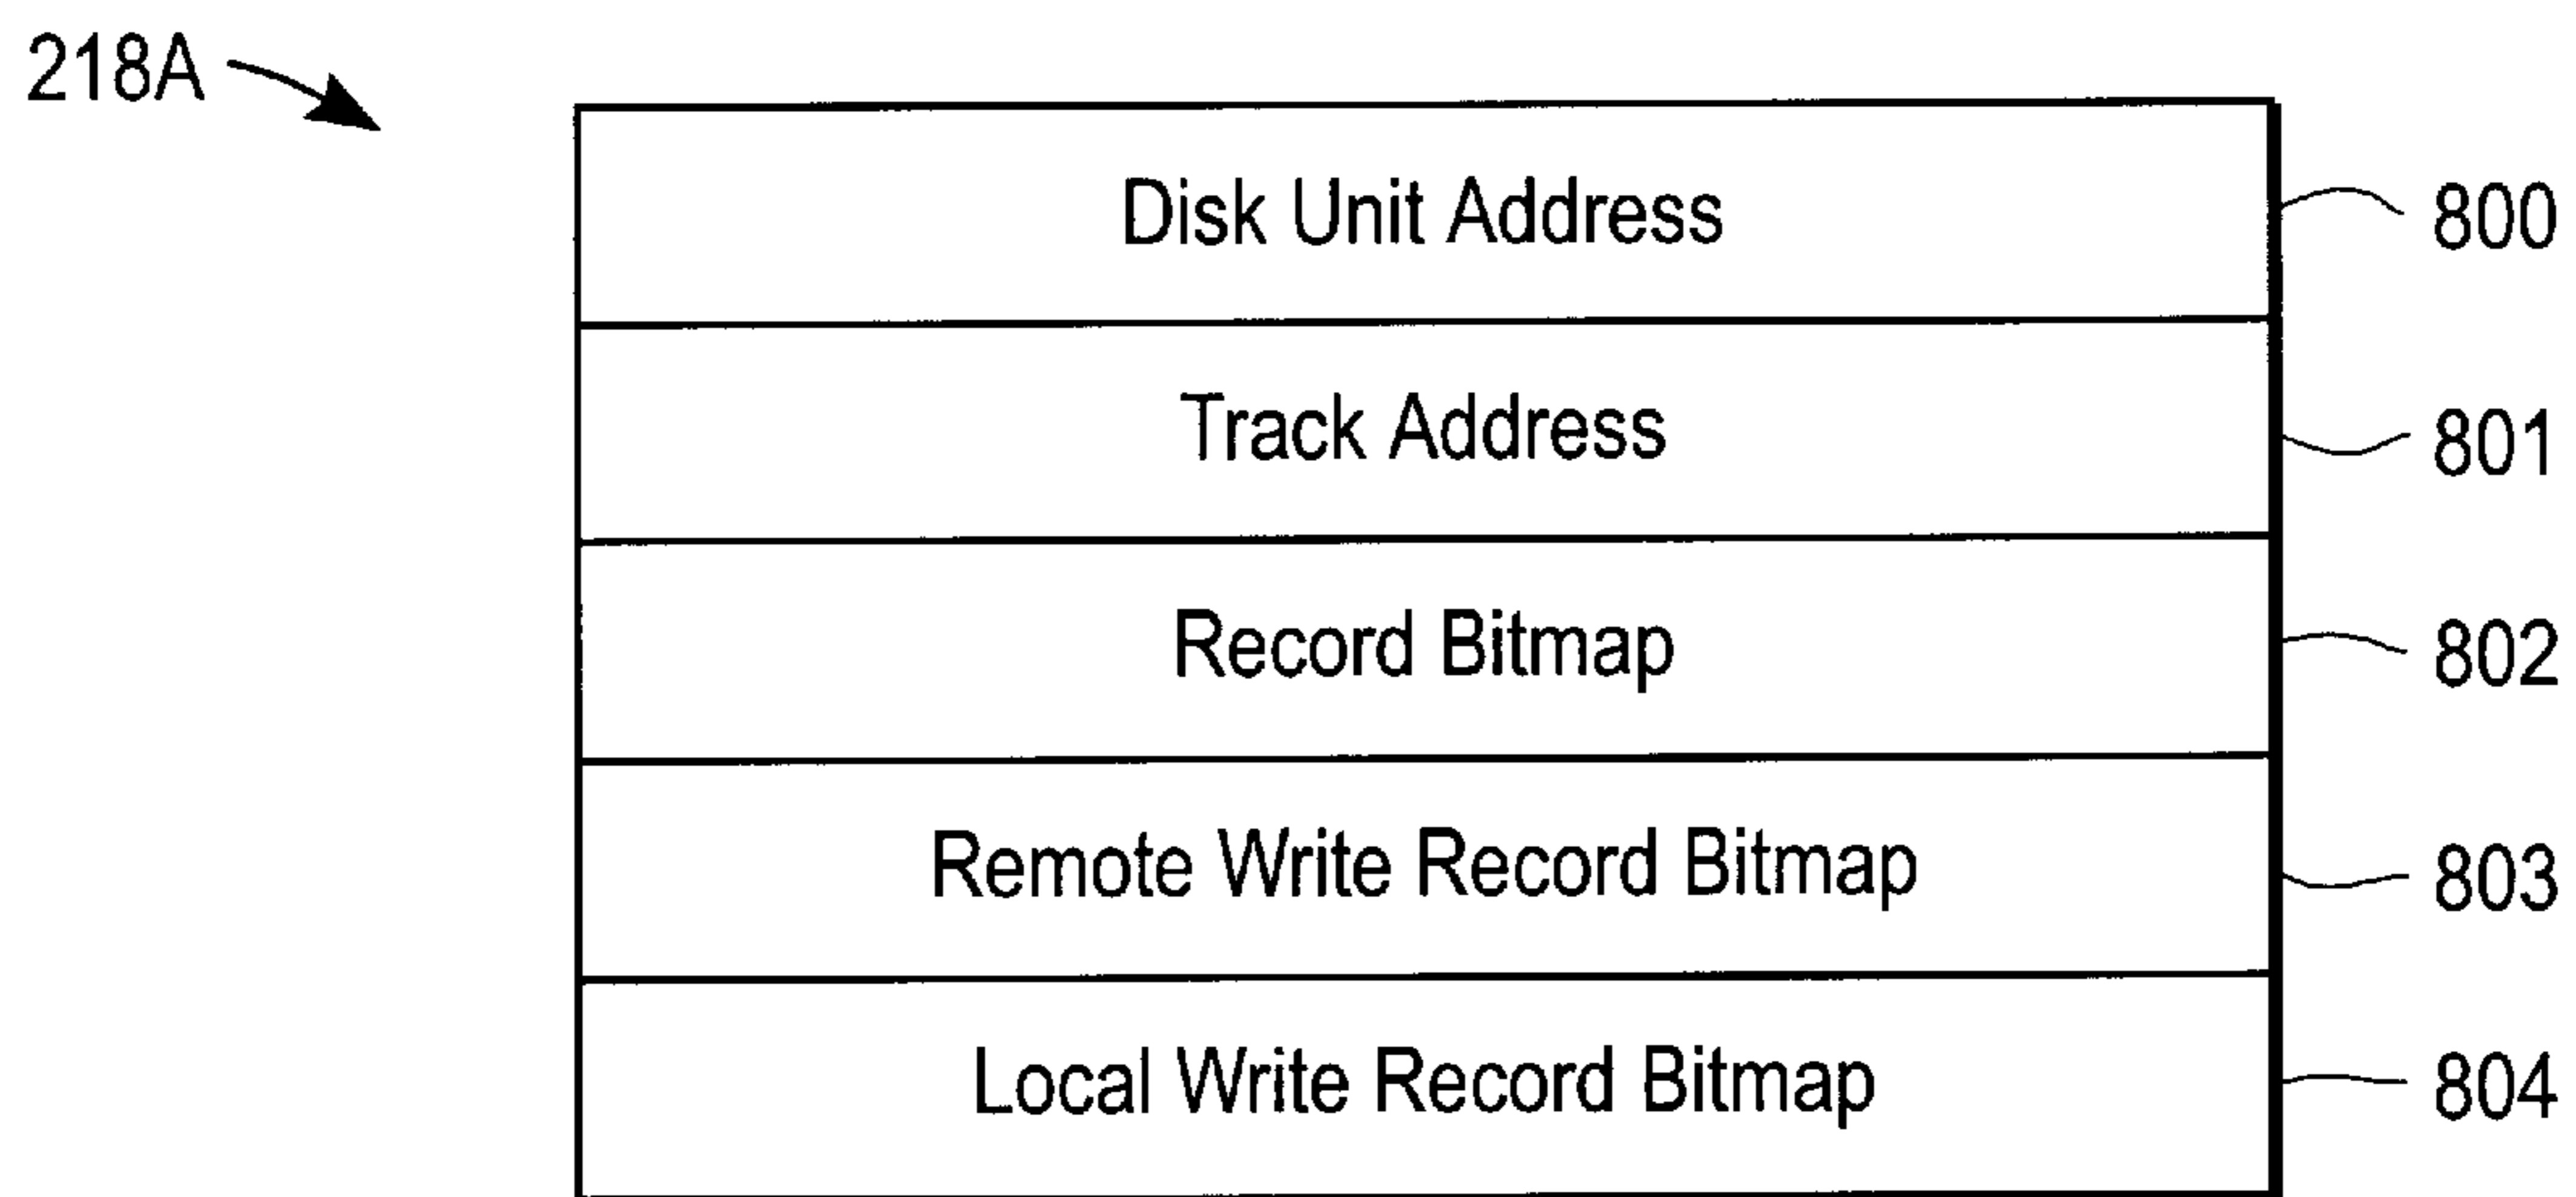 218A
Disk Unit Address 800
Track Address 801
Record Bitmap 802
Remote Write Record Bitmap 803
Local Write Record Bitmap 804